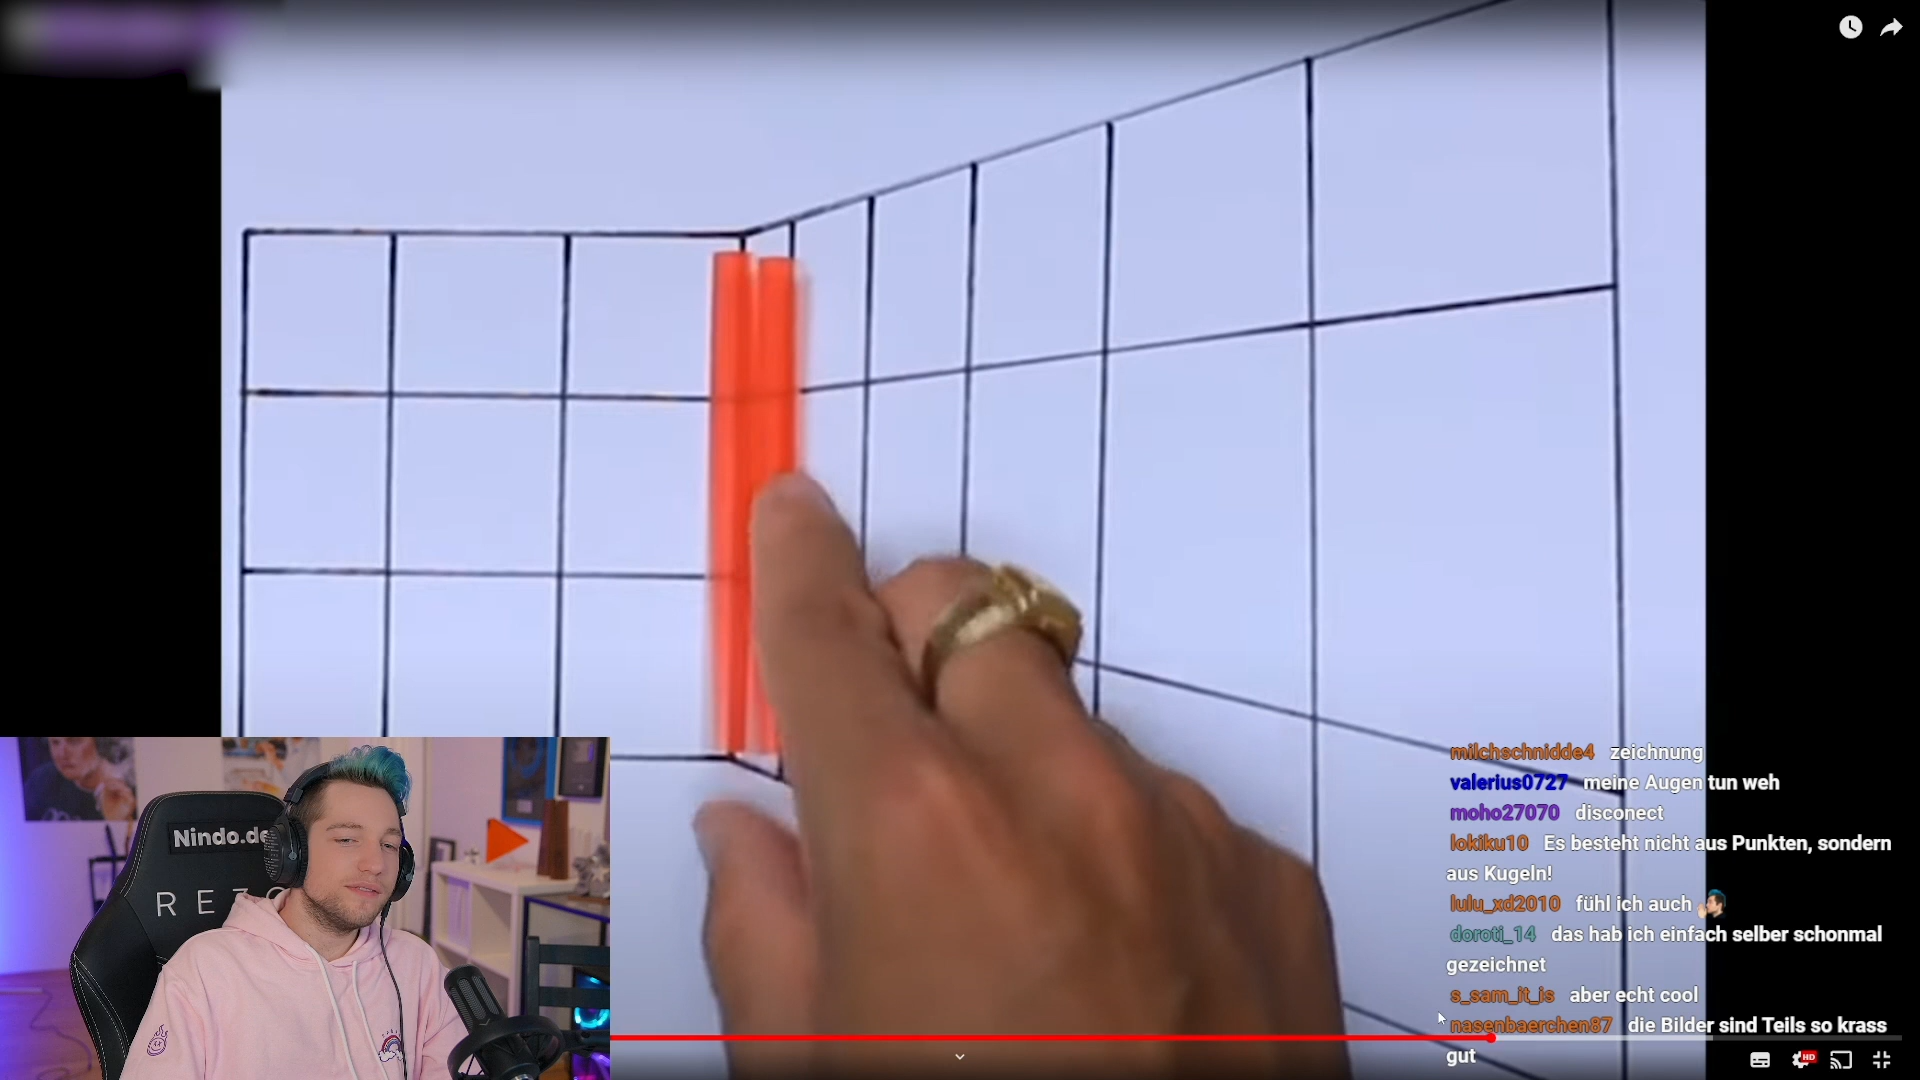 milchschnidde4 zeichnung
valerius0727 meine Augen tun weh
moho27070 disconect
lokiku10 Es besteht nicht aus Punkten, sondern
aus Kugeln!
lulu_xd2010 fühl ich auch
doroti_14 das hab ich einfach selber schonmal
gezeichnet
s_sam_it_is aber echt cool
nasenbaerchen87 die Bilder sind Teils so krass
gut
Nindo.de
REZO
HD